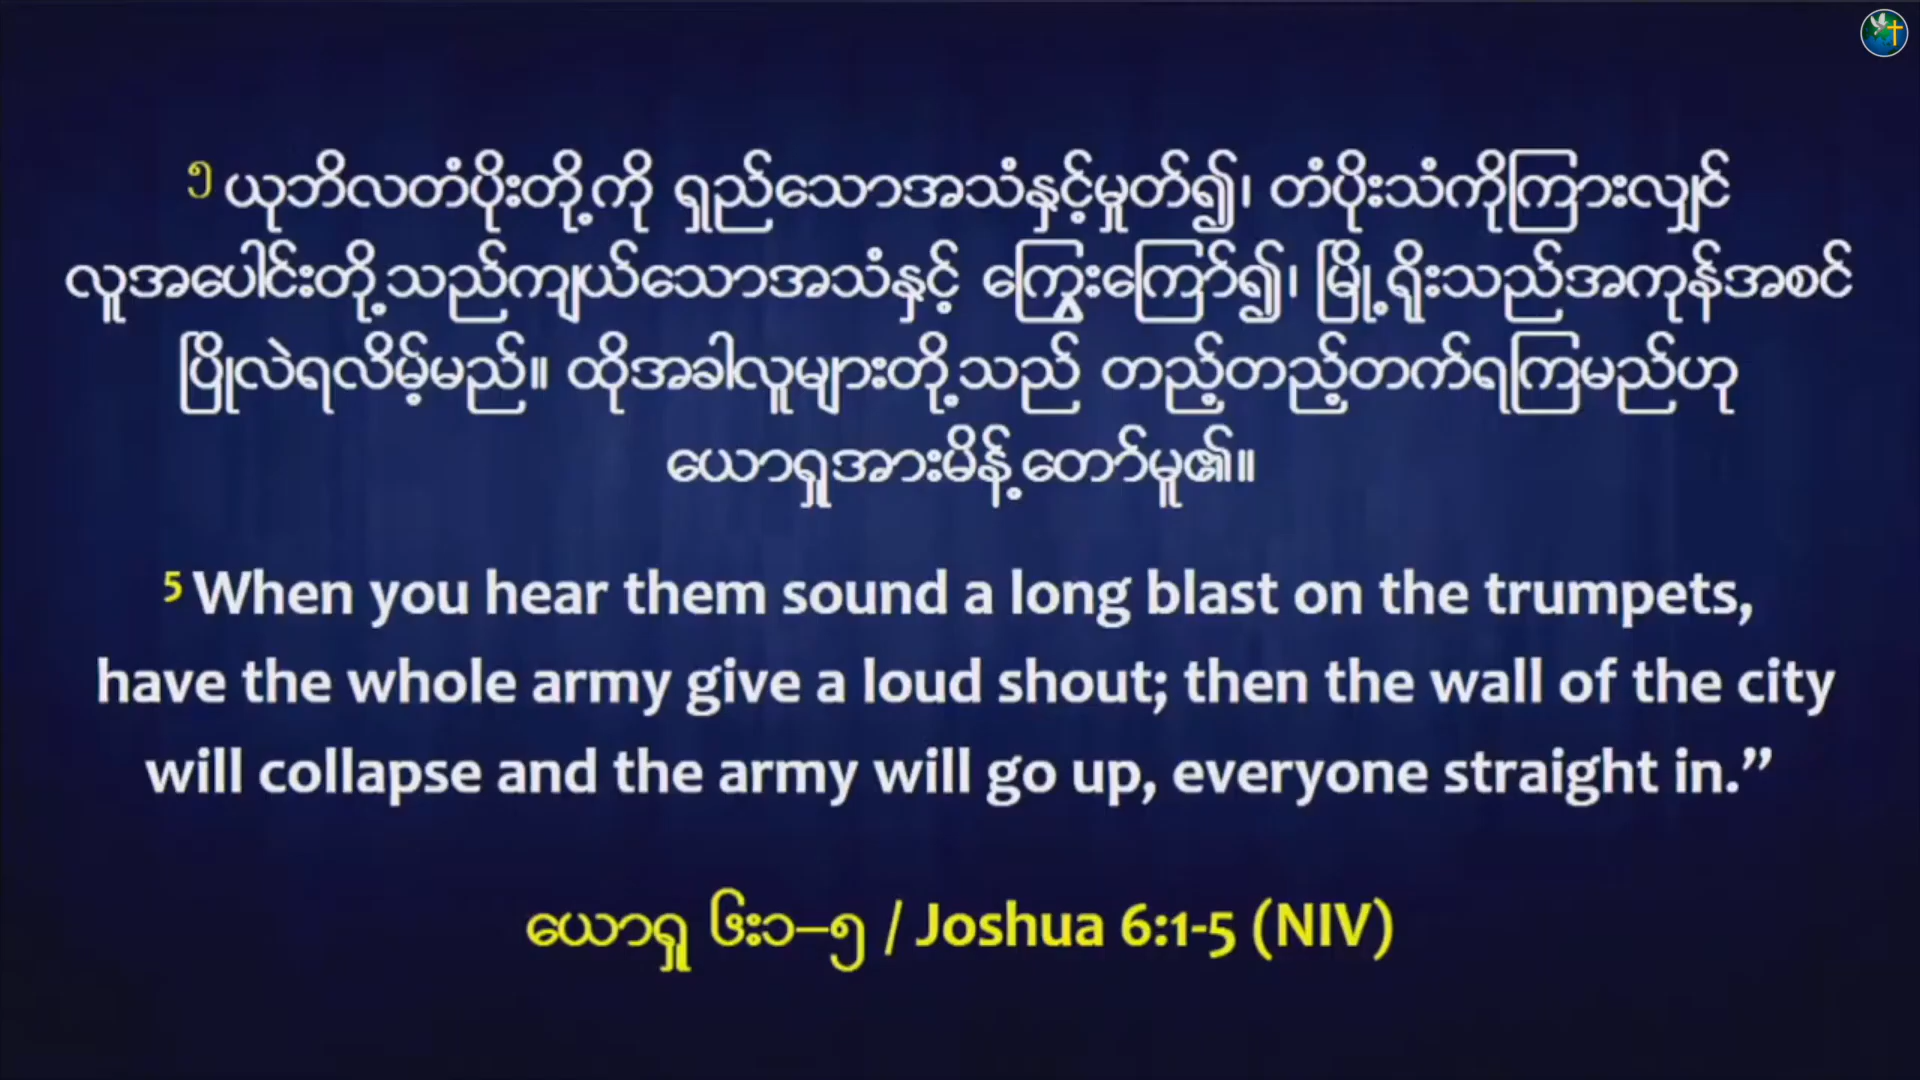 ၅ ယုဘိလတံပိုးတို့ကို ရှည်သောအသံနှင့်မှုတ်၍၊ တံပိုးသံကိုကြားလျှင်
လူအပေါင်းတို့သည်ကျယ်သောအသံနှင့် ကြွေးကြော်၍၊ မြို့ရိုးသည်အကုန်အစင်
ပြိုလဲရလိမ့်မည်။ ထိုအခါလူများတို့သည် တည့်တည့်တက်ရကြမည်ဟု
ယောရှုအားမိန့်တော်မူ၏။
5 When you hear them sound a long blast on the trumpets,
have the whole army give a loud shout; then the wall of the city
will collapse and the army will go up, everyone straight in.”
ယောရှု ၆း၁–၅ / Joshua 6:1-5 (NIV)